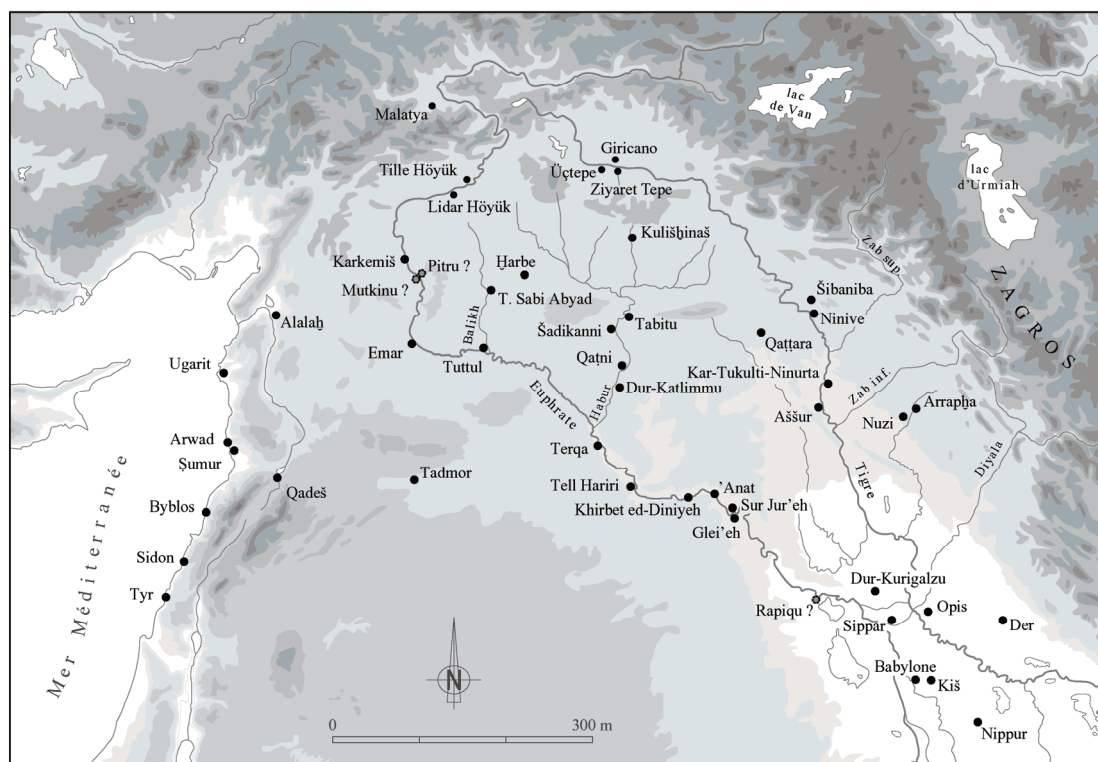 lac
de Van
Malatya
Giricano
Üçtepe
Ziyaret Tepe
lac
d'Urmiah
Tille Höyük
Lidar Höyük
Kulišḫinaš
Zab sup.
ZAGROS
Karkemiš
Pitru ?
Mutkinu ?
Ḫarbe
T. Sabi Abyad
Šibaniba
Ninive
Alalaḫ
Balikh
Tabitu
Šadikanni
Qaṭṭara
Emar
Tuttul
Qaṭni
Kar-Tukulti-Ninurta
Zab inf.
Ugarit
Euphrate
Habur
Dur-Katlimmu
Aššur
Arrapḫa
Nuzi
Arwad
Ṣumur
Terqa
Diyala
Mer Méditerranée
Qadeš
Tadmor
Tell Hariri
'Anat
Tigre
Khirbet ed-Diniyeh
Sur Jur'eh
Glei'eh
Byblos
Sidon
Dur-Kurigalzu
Tyr
Rapiqu ?
Opis
Sippar
Der
Babylone
Kiš
N
Nippur
0 300 m